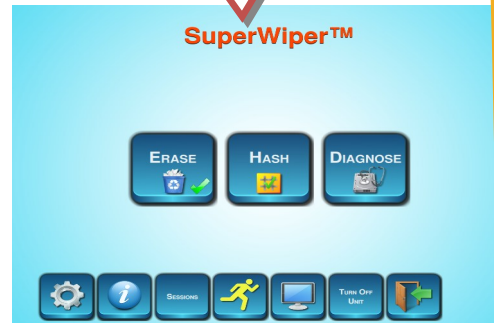 SuperWiper™
ERASE
HASH
DIAGNOSE
SESSIONS
TURN OFF
UNIT